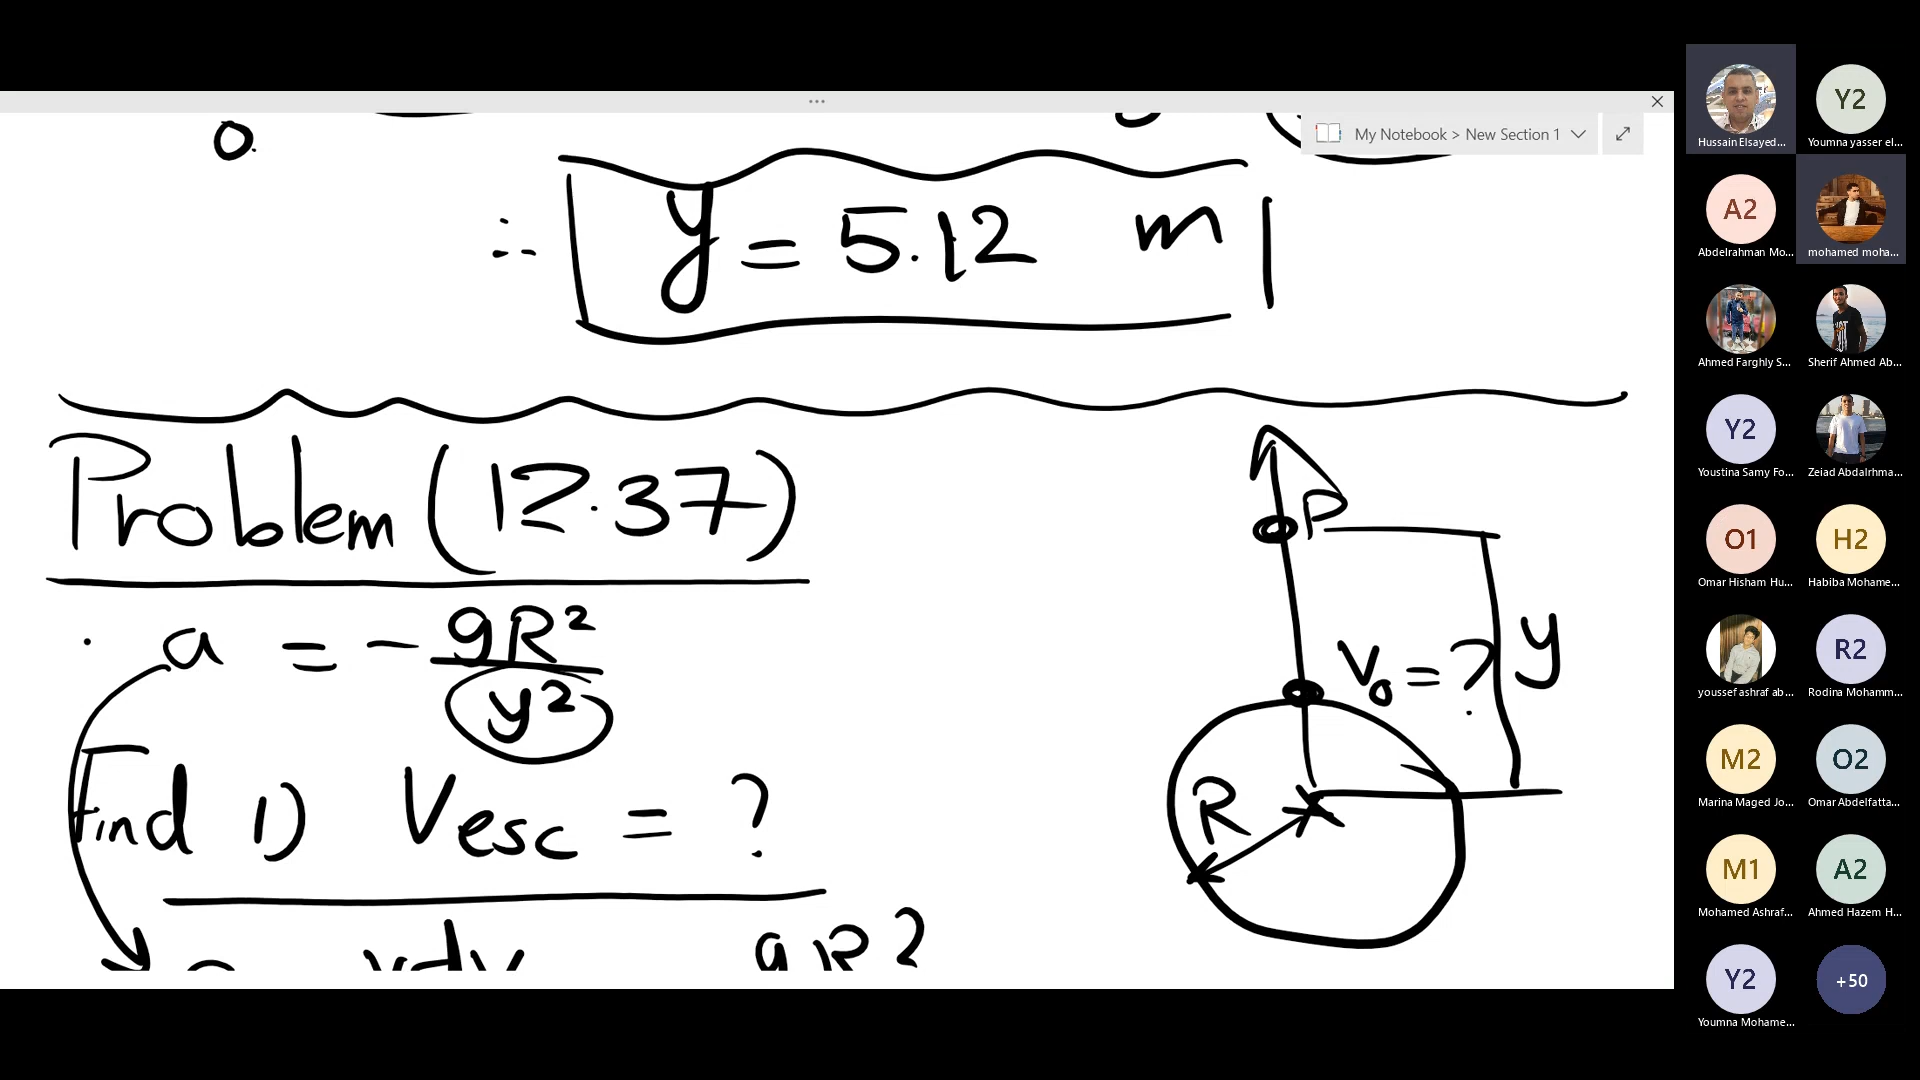 ...
My Notebook > New Section 1
o.
∴ y = 5.12 m
Problem (12.37)
. a = - gR²
y²
Find 1) Vesc = ?
vdv gR2
P
V₀ = ?
y
R
Hussain Elsayed...
Y2
Youmna yasser el...
A2
Abdelrahman Mo...
mohamed moha...
Ahmed Farghly S...
Sherif Ahmed Ab...
Y2
Youstina Samy Fo...
Zeiad Abdalrhma...
O1
Omar Hisham Hu...
H2
Habiba Mohame...
youssef ashraf ab...
R2
Rodina Mohamm...
M2
Marina Maged Jo...
O2
Omar Abdelfatta...
M1
Mohamed Ashraf...
A2
Ahmed Hazem H...
Y2
Youmna Mohame...
+50